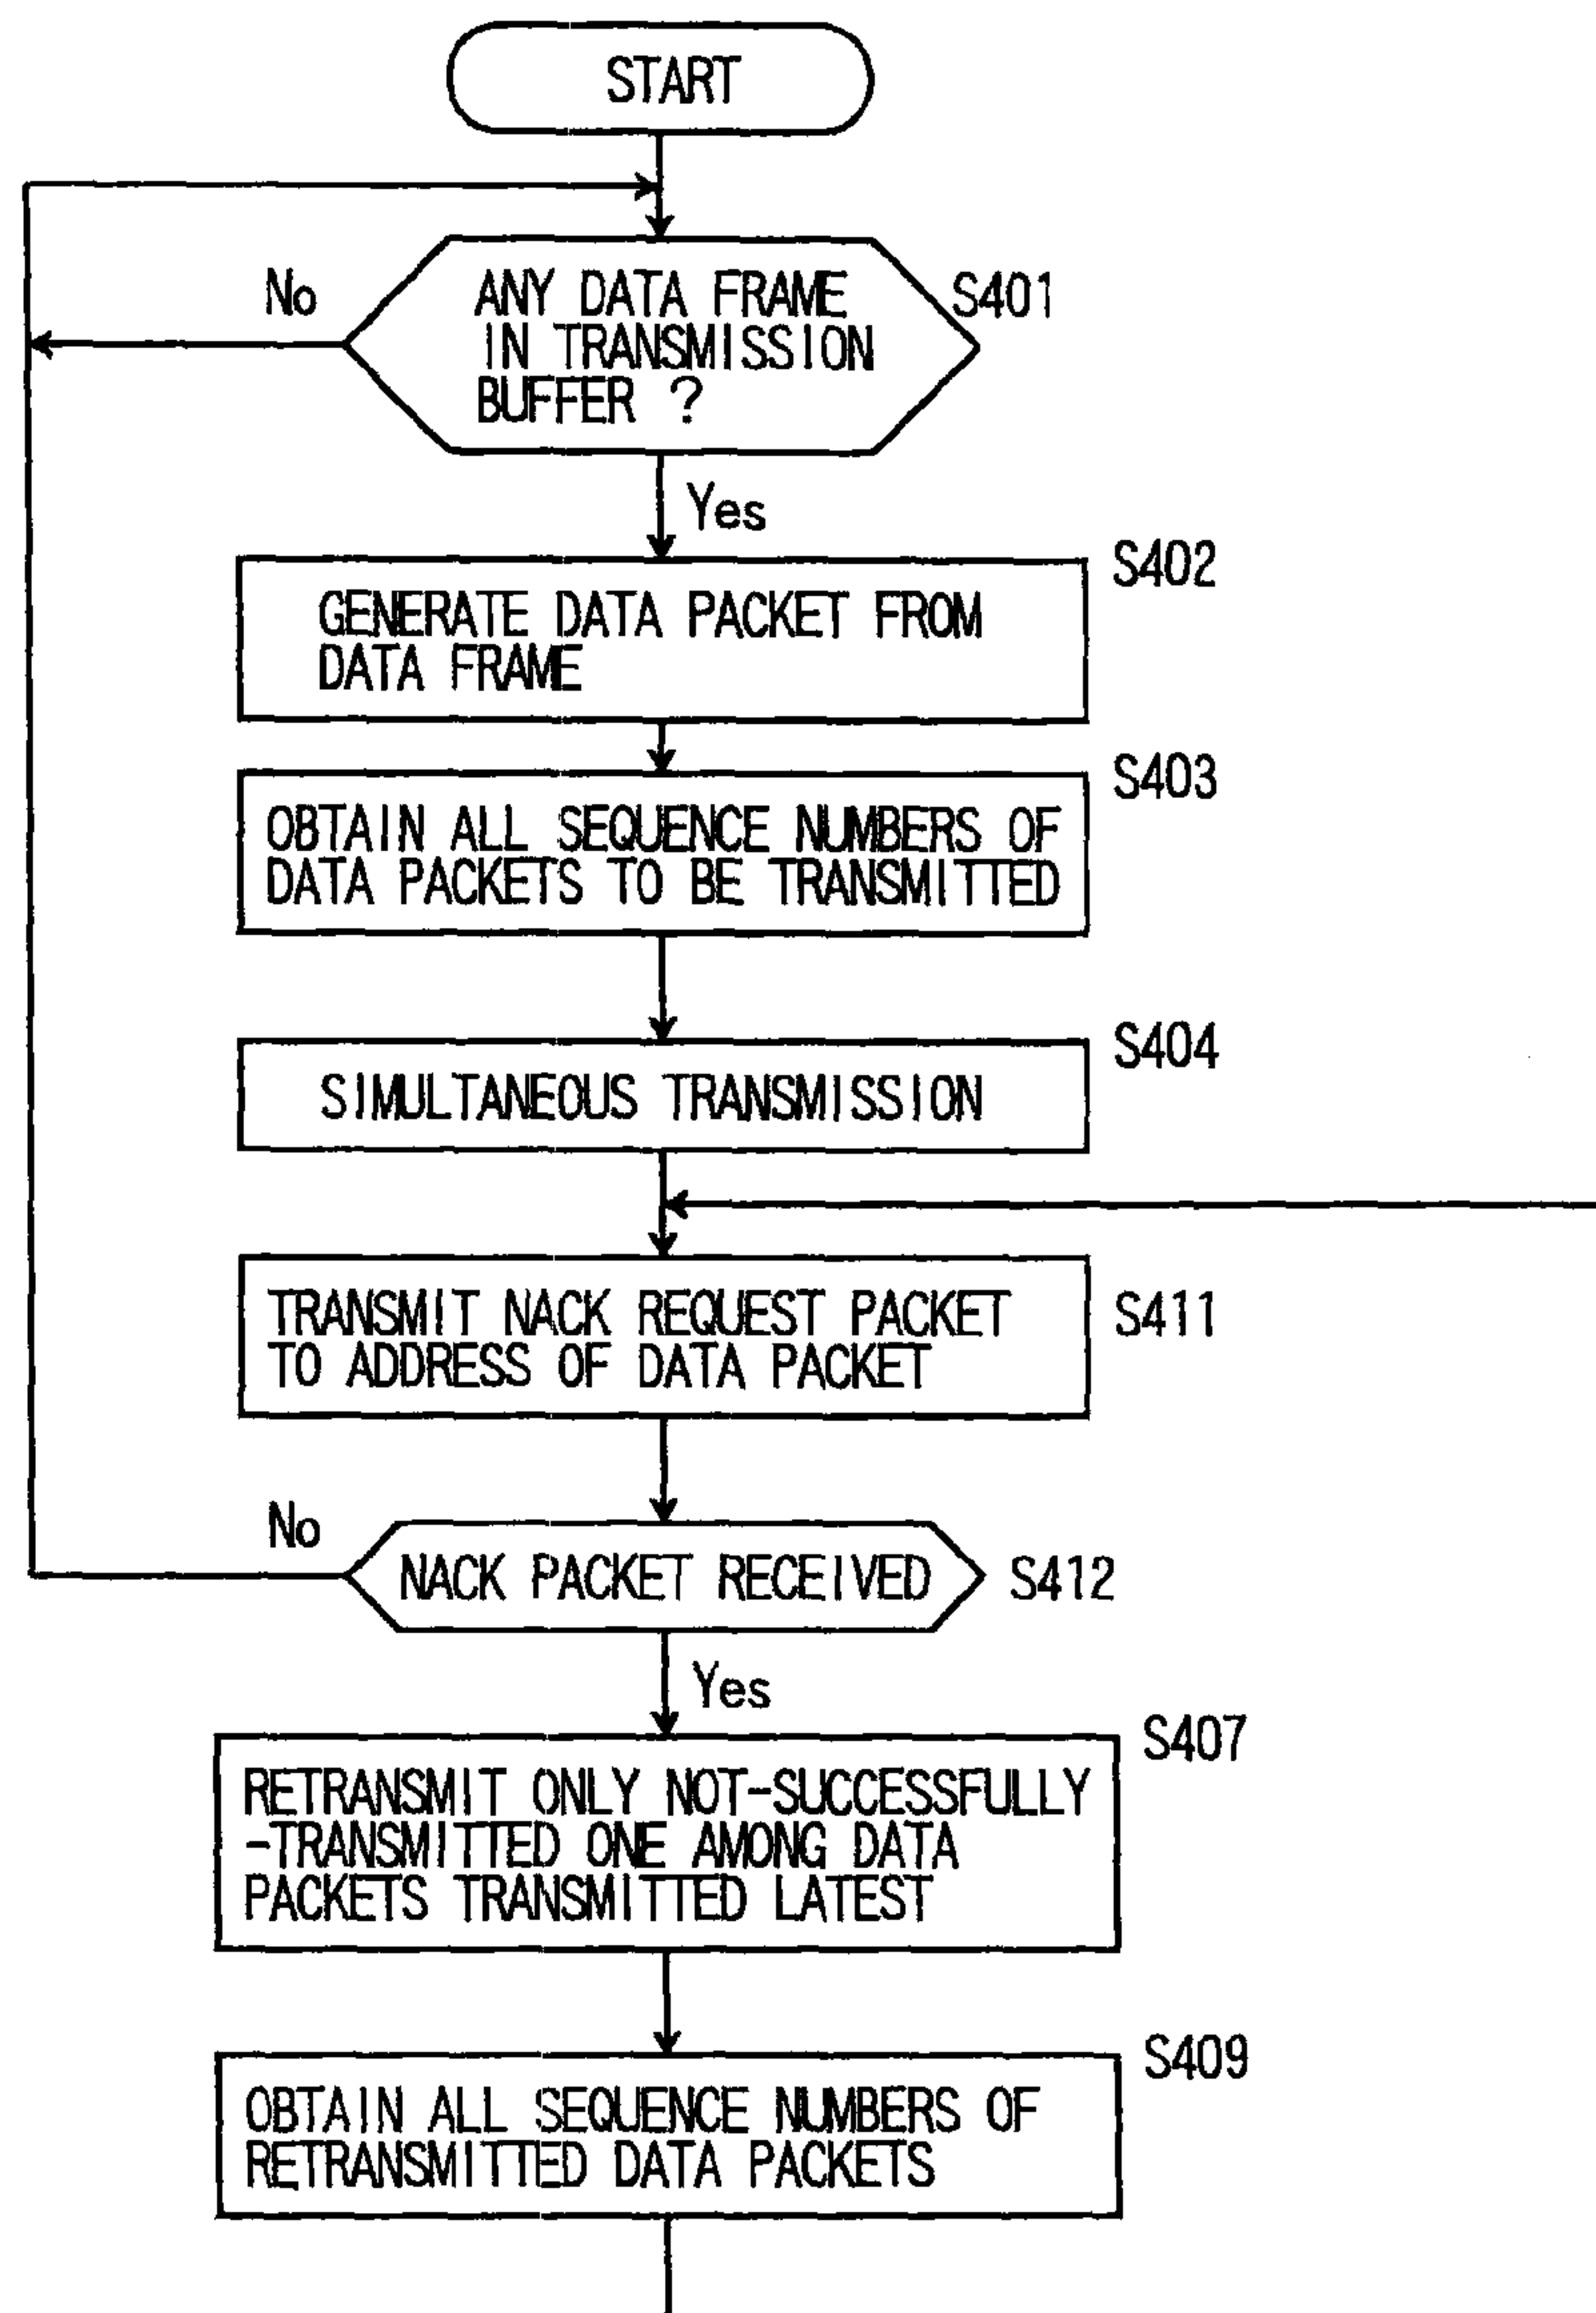 START
No
ANY DATA FRAME
IN TRANSMISSION
BUFFER ?
S401
Yes
S402
GENERATE DATA PACKET FROM
DATA FRAME
S403
OBTAIN ALL SEQUENCE NUMBERS OF
DATA PACKETS TO BE TRANSMITTED
S404
SIMULTANEOUS TRANSMISSION
TRANSMIT NACK REQUEST PACKET
TO ADDRESS OF DATA PACKET
S411
No
NACK PACKET RECEIVED
S412
Yes
S407
RETRANSMIT ONLY NOT-SUCCESSFULLY
-TRANSMITTED ONE AMONG DATA
PACKETS TRANSMITTED LATEST
S409
OBTAIN ALL SEQUENCE NUMBERS OF
RETRANSMITTED DATA PACKETS